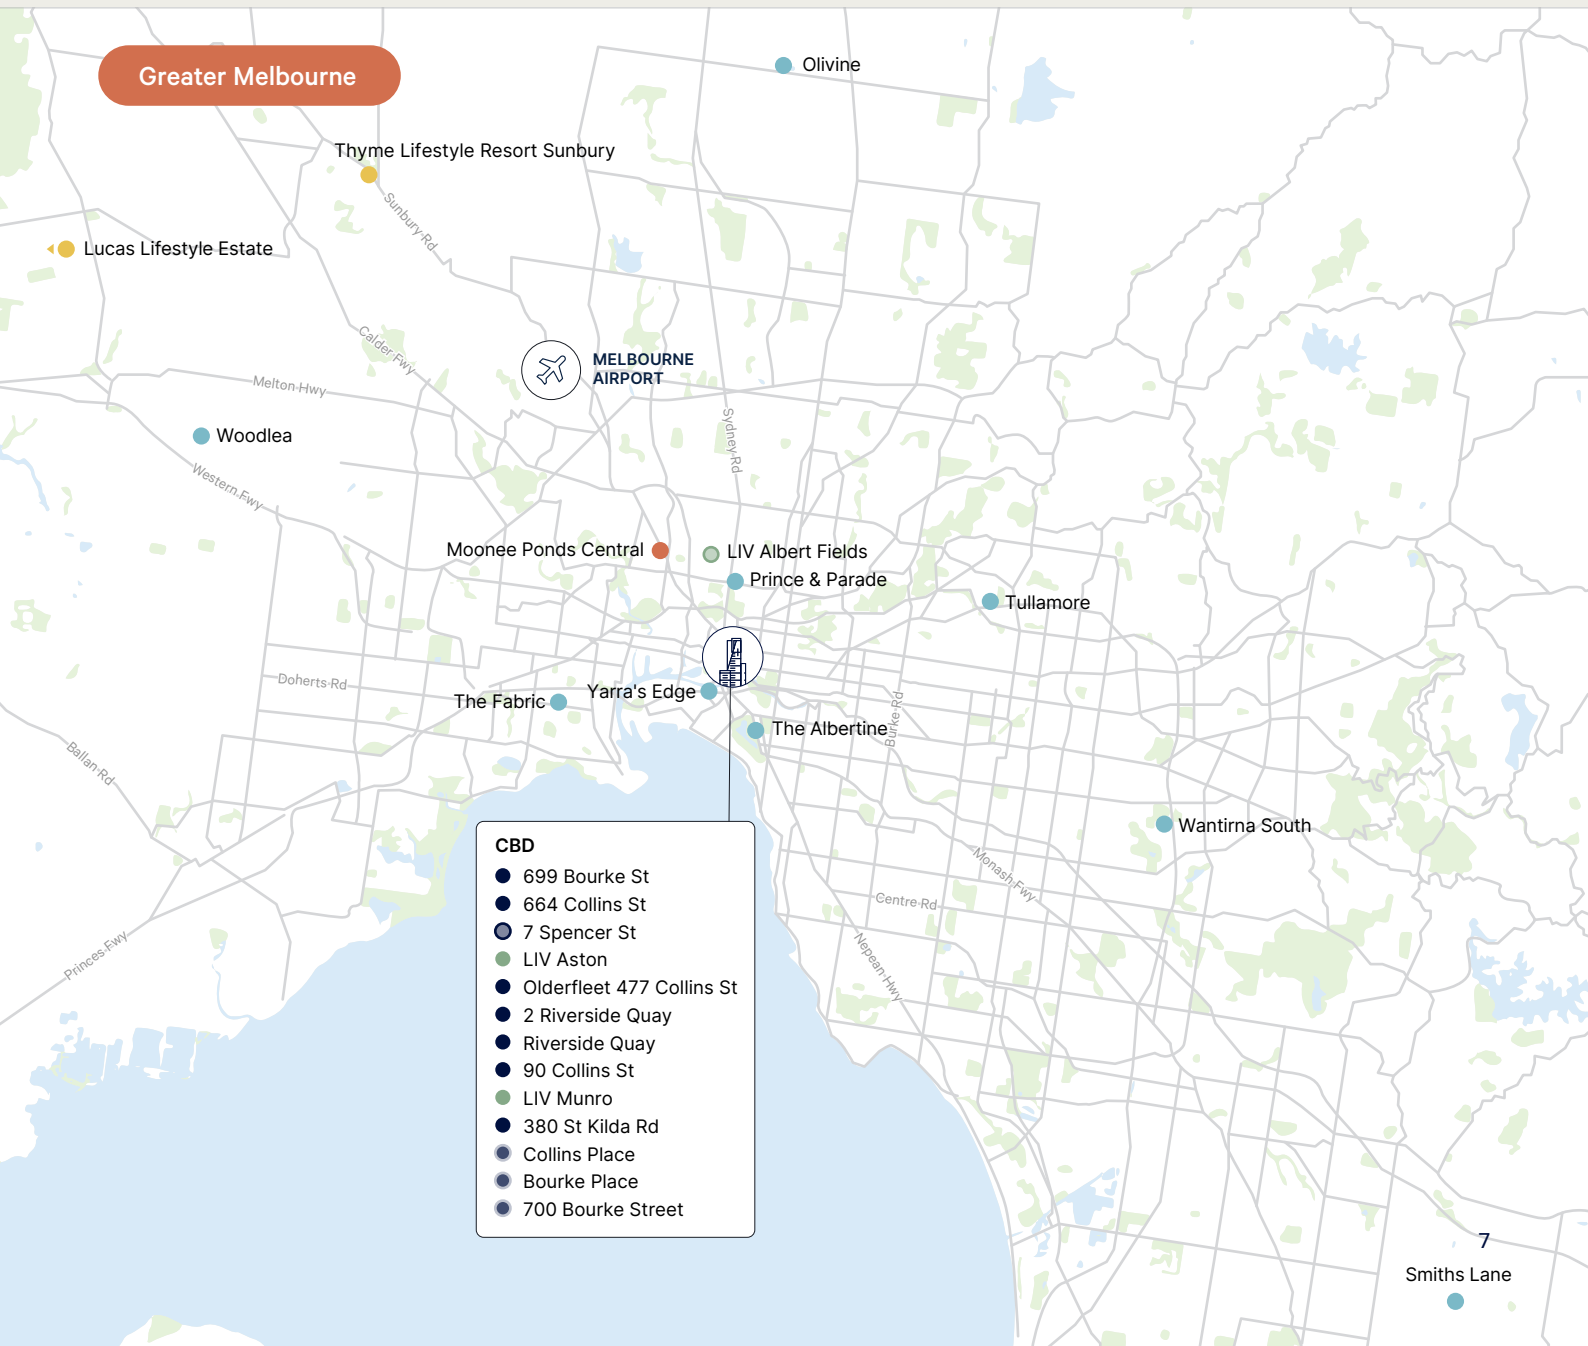 Greater Melbourne
Olivine
Thyme Lifestyle Resort Sunbury
Sunbury Rd
Lucas Lifestyle Estate
Calder Fwy
MELBOURNE
AIRPORT
Melton Hwy
Sydney Rd
Woodlea
Western Fwy
Moonee Ponds Central
LIV Albert Fields
Prince & Parade
Tullamore
Doherts Rd
The Fabric
Yarra's Edge
Burke Rd
The Albertine
Ballan Rd
Wantirna South
Monash Fwy
Centre Rd
Nepean Hwy
Princes Fwy
CBD
699 Bourke St
664 Collins St
7 Spencer St
LIV Aston
Olderfleet 477 Collins St
2 Riverside Quay
Riverside Quay
90 Collins St
LIV Munro
380 St Kilda Rd
Collins Place
Bourke Place
700 Bourke Street
7
Smiths Lane